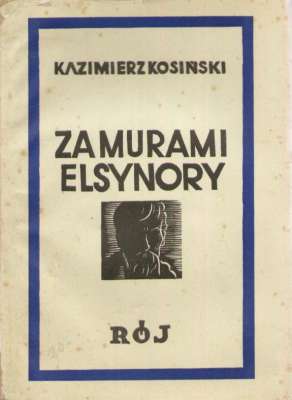 KAZIMIERZ KOSIŃSKI
ZA MURAMI
ELSYNORY
RÓJ